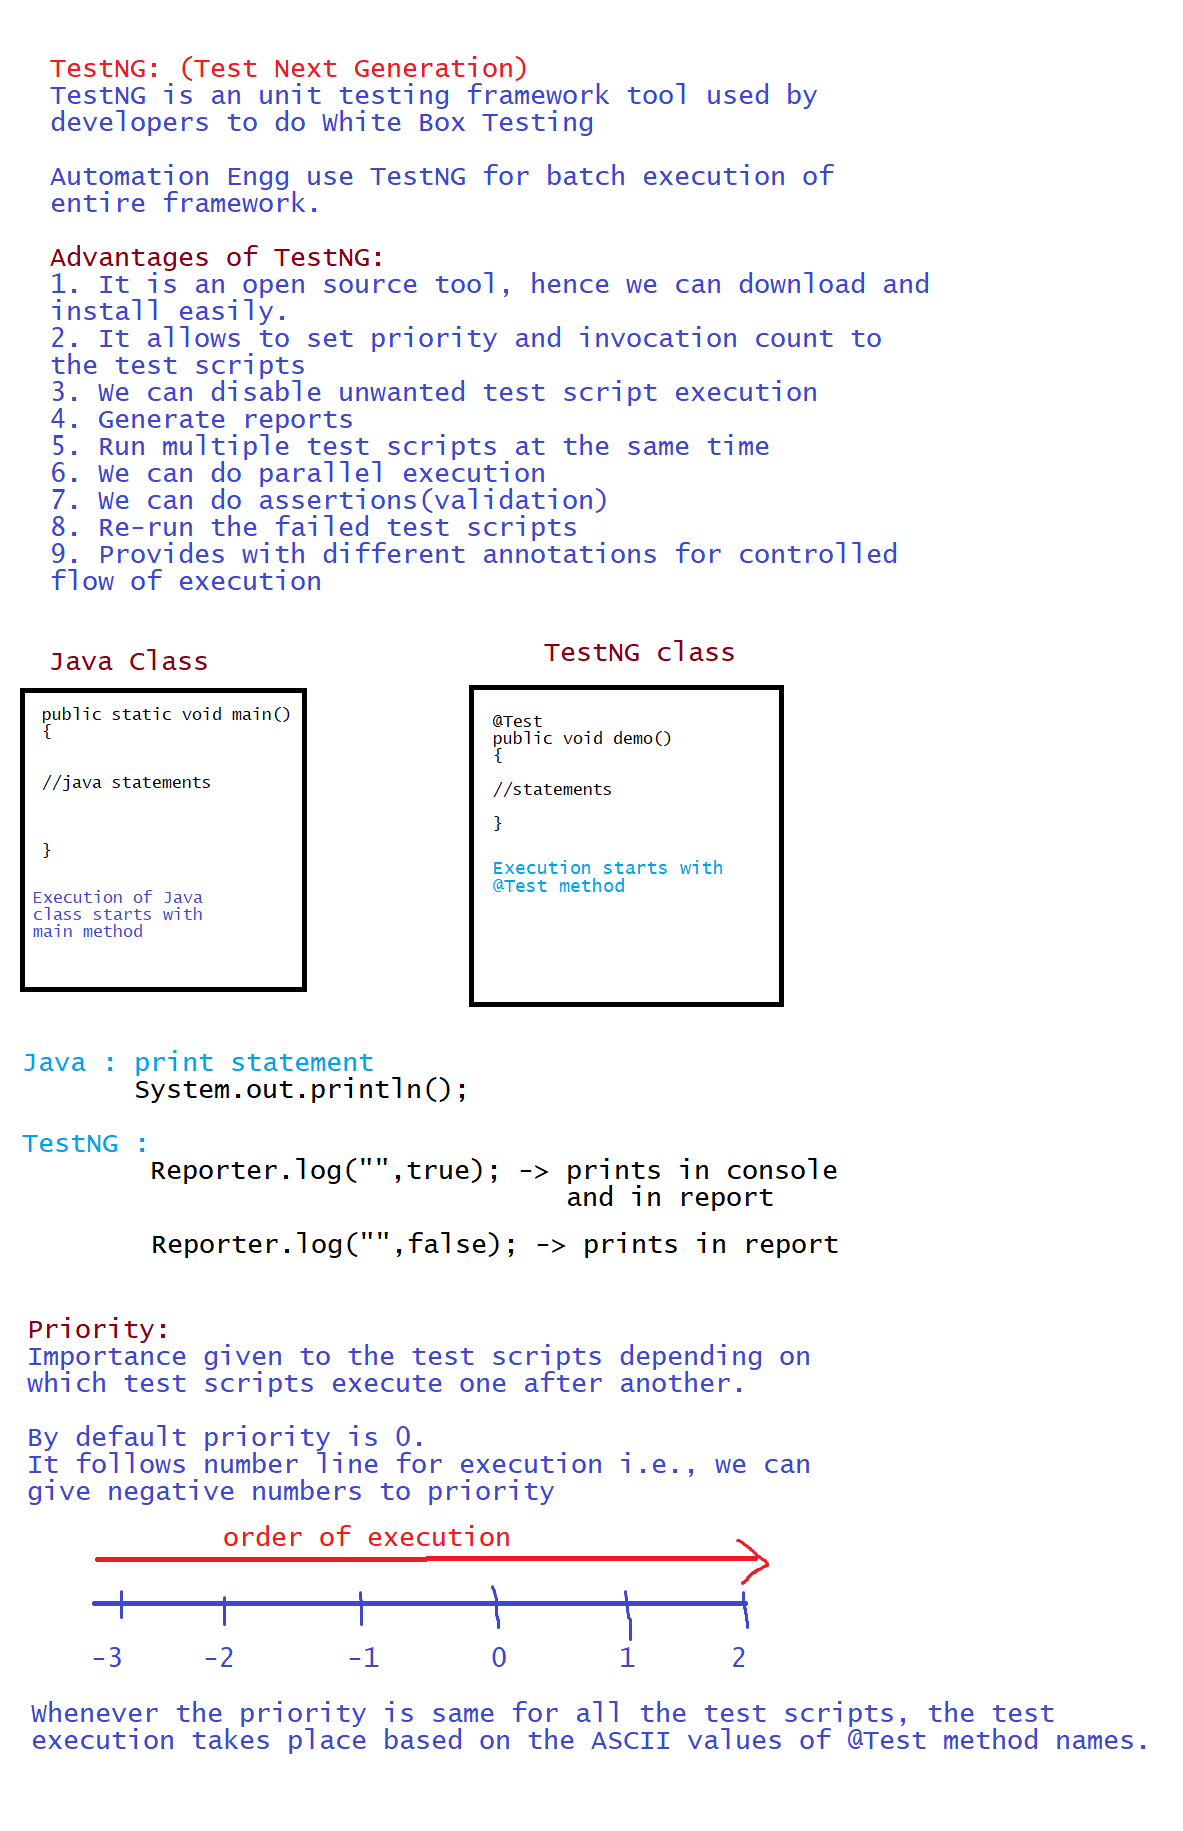 TestNG: (Test Next Generation)
TestNG is an unit testing framework tool used by
developers to do White Box Testing
Automation Engg use TestNG for batch execution of
entire framework.
Advantages of TestNG:
1. It is an open source tool, hence we can download and
install easily.
2. It allows to set priority and invocation count to
the test scripts
3. We can disable unwanted test script execution
4. Generate reports
5. Run multiple test scripts at the same time
6. We can do parallel execution
7. We can do assertions(validation)
8. Re-run the failed test scripts
9. Provides with different annotations for controlled
flow of execution
Java Class
public static void main()
{
//java statements
}
Execution of Java
class starts with
main method
TestNG class
@Test
public void demo()
{
//statements
}
Execution starts with
@Test method
Java : print statement
System.out.println();
TestNG :
Reporter.log("",true); -> prints in console
and in report
Reporter.log("",false); -> prints in report
Priority:
Importance given to the test scripts depending on
which test scripts execute one after another.
By default priority is 0.
It follows number line for execution i.e., we can
give negative numbers to priority
order of execution
-3 -2 -1 0 1 2
Whenever the priority is same for all the test scripts, the test
execution takes place based on the ASCII values of @Test method names.